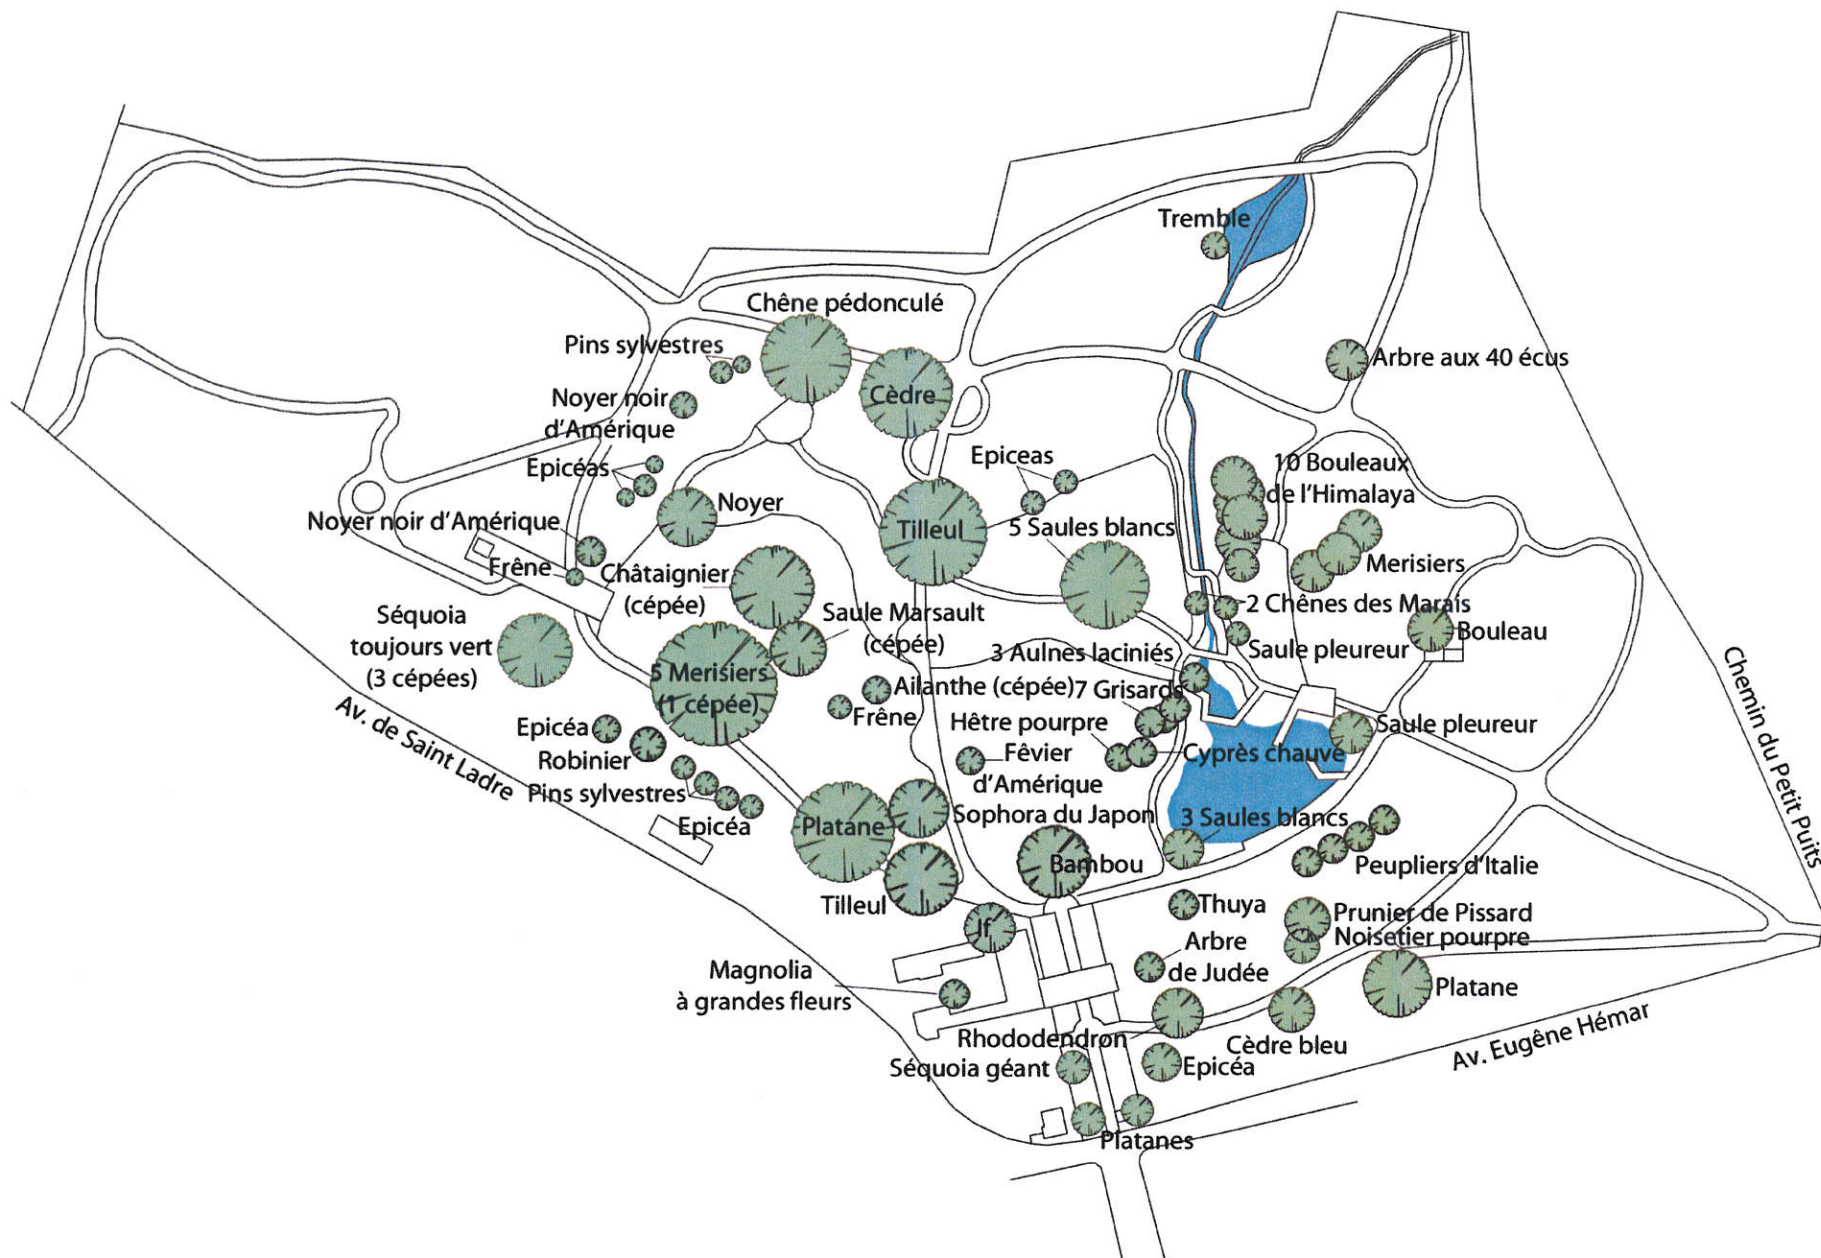 Tremble
Chêne pédonculé
Pins sylvestres
Arbre aux 40 écus
Cèdre
Noyer noir
d'Amérique
Epicéas
Epiceas
10 Bouleaux
de l'Himalaya
Noyer
Noyer noir d'Amérique
Tilleul
5 Saules blancs
Merisiers
Frêne
Châtaignier
(cépée)
2 Chênes des Marais
Séquoia
toujours vert
(3 cépées)
Saule Marsault
(cépée)
Bouleau
Saule pleureur
3 Aulnes laciniés
5 Merisiers
(1 cépée)
Ailanthe (cépée)
7 Grisards
Frêne
Hêtre pourpre
Saule pleureur
Epicéa
Robinier
Fêvier
d'Amérique
Cyprès chauve
Av. de Saint Ladre
Chemin du Petit Puits
Pins sylvestres
Epicéa
Platane
Sophora du Japon
3 Saules blancs
Bambou
Peupliers d'Italie
Tilleul
Thuya
If
Prunier de Pissard
Noisetier pourpre
Arbre
de Judée
Magnolia
à grandes fleurs
Platane
Rhododendron
Cèdre bleu
Av. Eugêne Hémar
Séquoia géant
Epicéa
Platanes